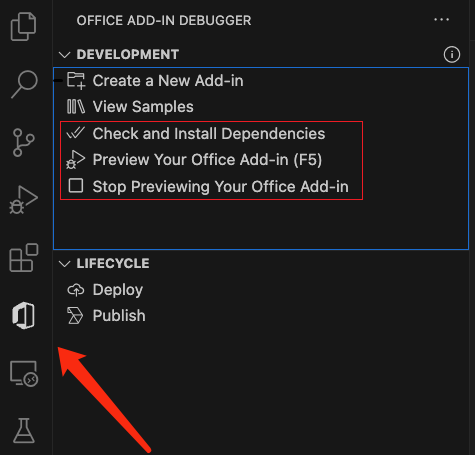 OFFICE ADD-IN DEBUGGER
DEVELOPMENT
Create a New Add-in
View Samples
Check and Install Dependencies
Preview Your Office Add-in (F5)
Stop Previewing Your Office Add-in
LIFECYCLE
Deploy
Publish